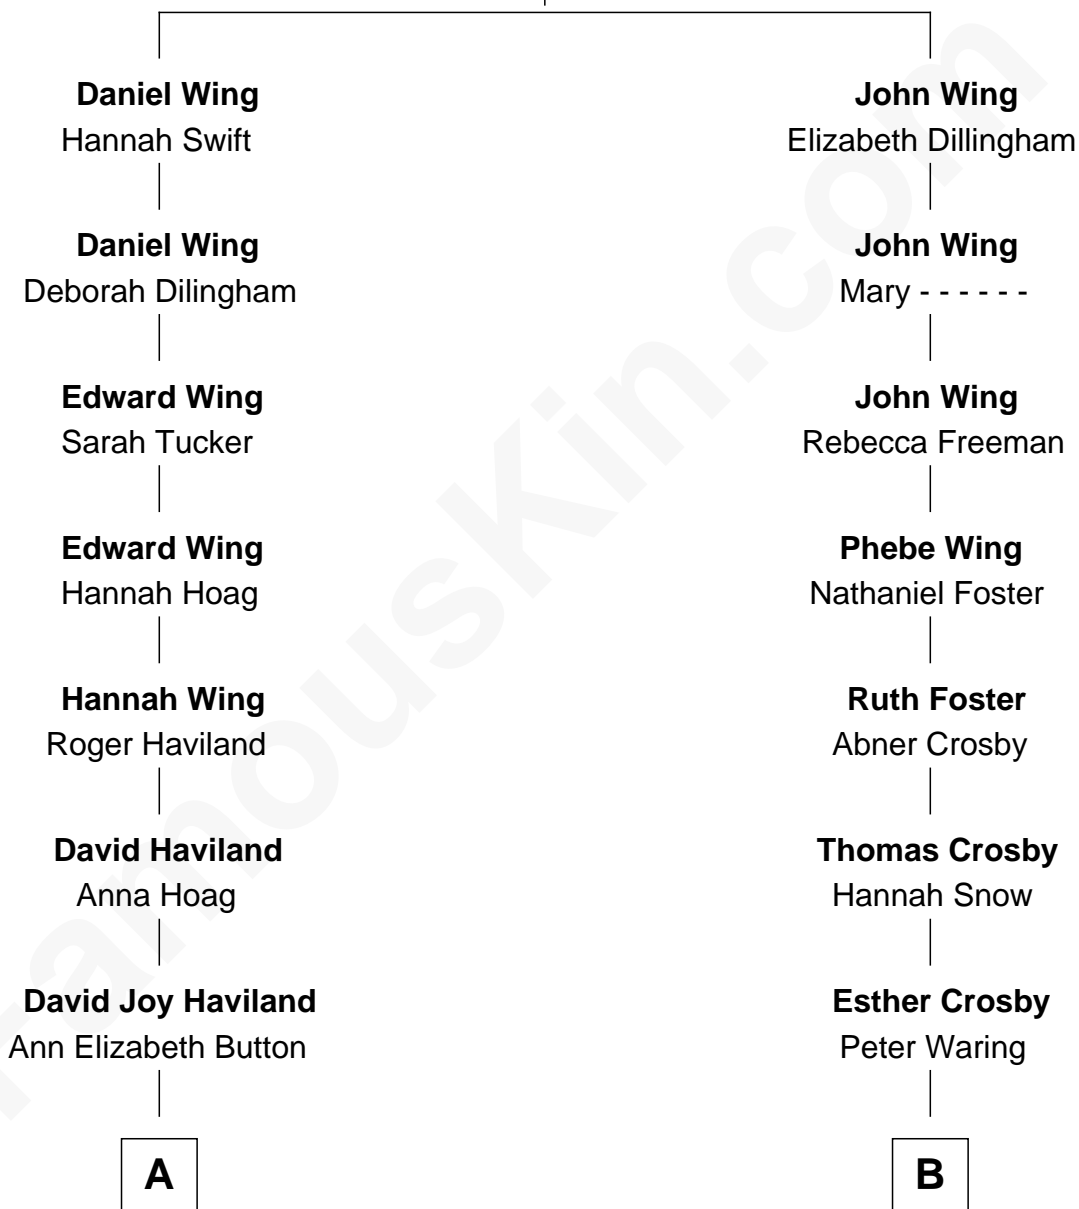 Daniel Wing
Hannah Swift
Daniel Wing
Deborah Dilingham
Edward Wing
Sarah Tucker
Edward Wing
Hannah Hoag
Hannah Wing
Roger Haviland
David Haviland
Anna Hoag
David Joy Haviland
Ann Elizabeth Button
A
John Wing
Elizabeth Dillingham
John Wing
Mary - - - - - -
John Wing
Rebecca Freeman
Phebe Wing
Nathaniel Foster
Ruth Foster
Abner Crosby
Thomas Crosby
Hannah Snow
Esther Crosby
Peter Waring
B
FamousKin.com